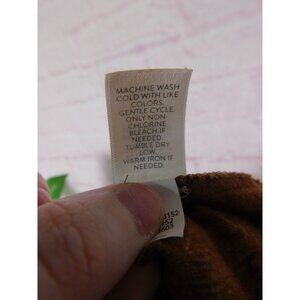 MACHINE WASH
COLD WITH LIKE
COLORS.
GENTLE CYCLE.
ONLY NON-
CHLORINE
BLEACH IF
NEEDED.
TUMBLE DRY
LOW.
WARM IRON IF
NEEDED.